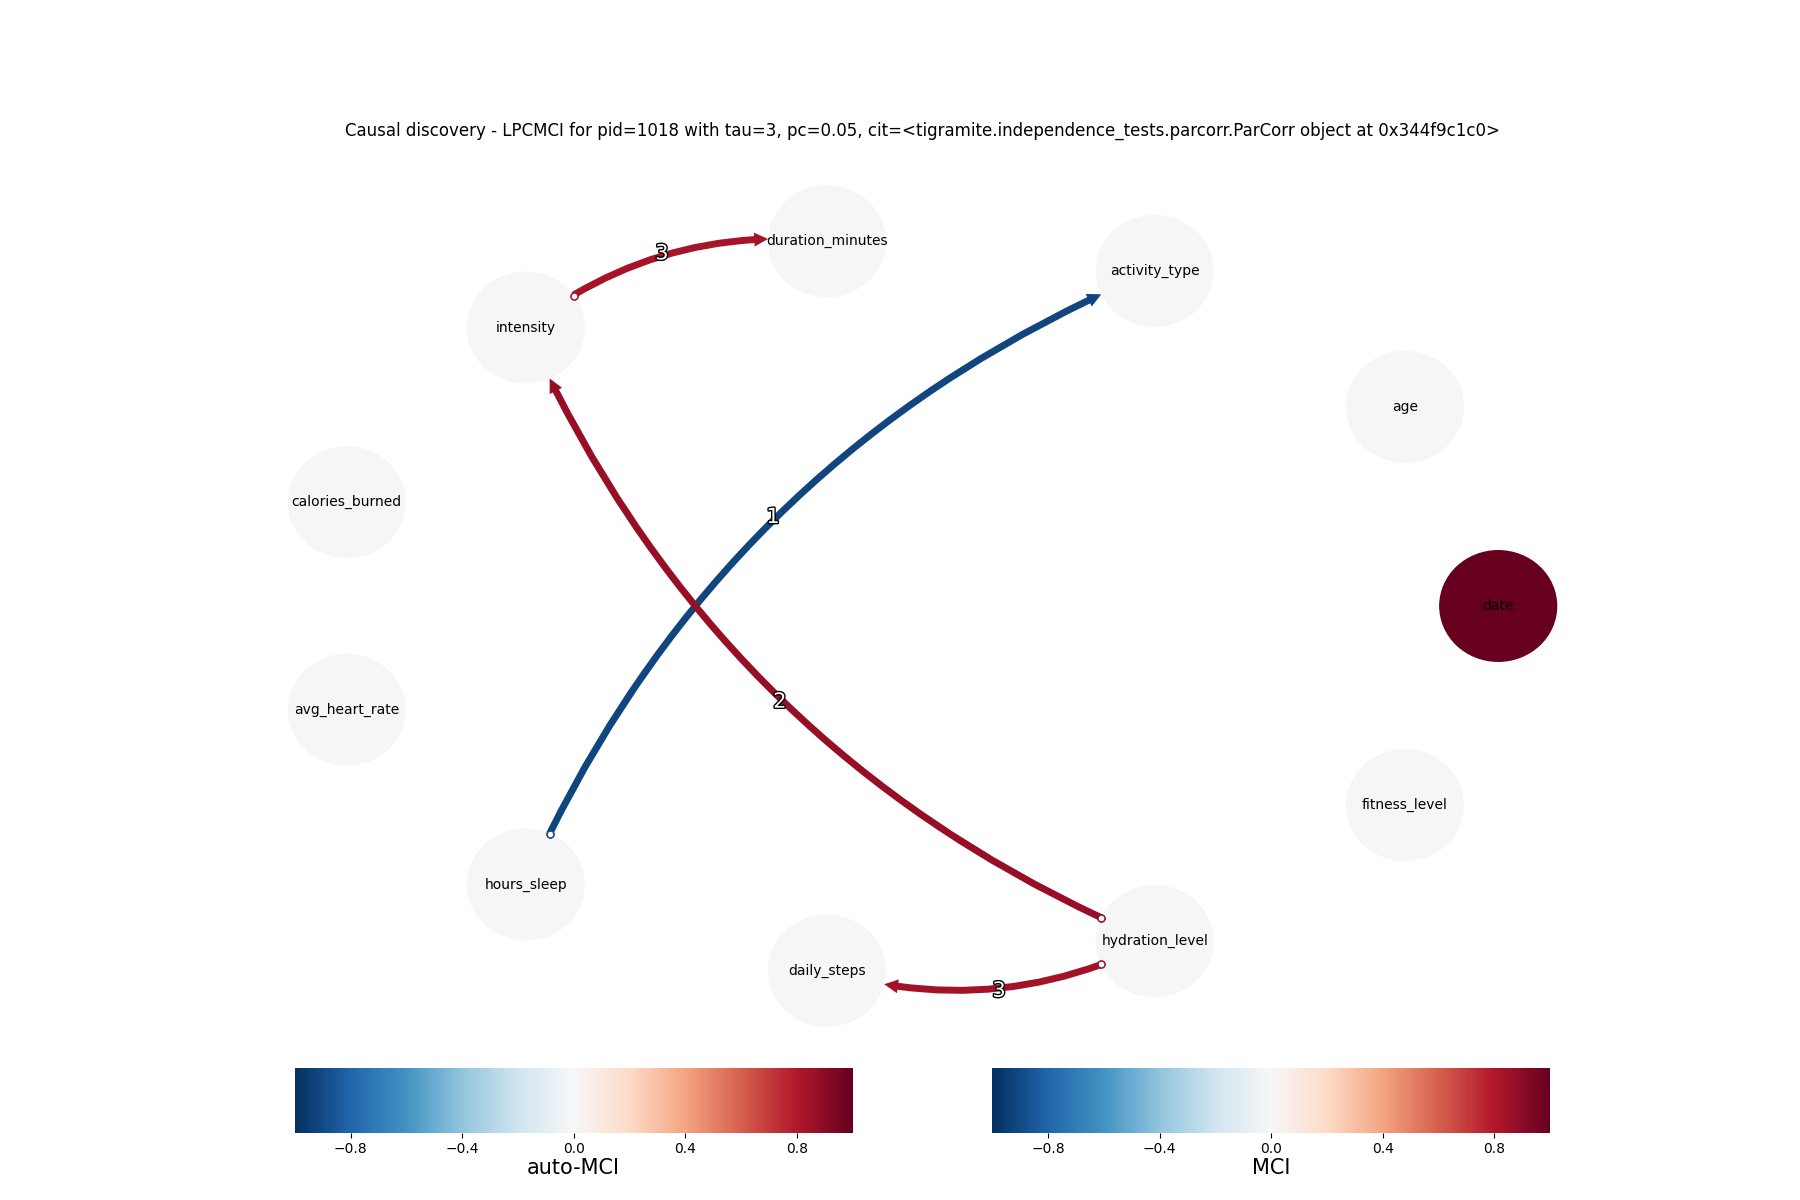 Causal discovery - LPCMCI for pid=1018 with tau=3, pc=0.05, cit=<tigramite.independence_tests.parcorr.ParCorr object at 0x344f9c1c0>
duration_minutes
3
activity_type
intensity
age
calories_burned
1
date
2
avg_heart_rate
fitness_level
hours_sleep
hydration_level
daily_steps
3
−0.8 −0.4 0.0 0.4 0.8
auto-MCI
−0.8 −0.4 0.0 0.4 0.8
MCI